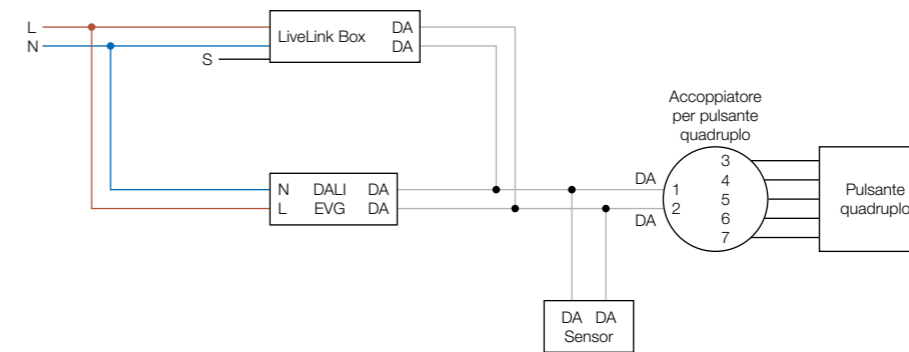 L
N
S
LiveLink Box
DA
DA
N DALI DA
L EVG DA
Accoppiatore
per pulsante
quadruplo
DA
DA
1
2
3
4
5
6
7
Pulsante
quadruplo
DA DA
Sensor